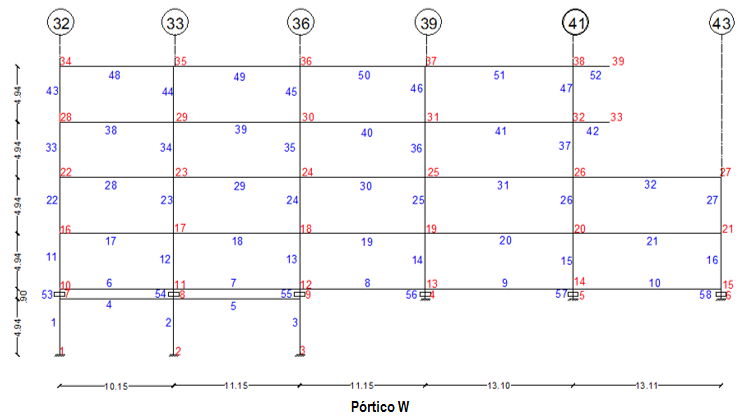 32 33 36 39 41 43
34 35 36 37 38 39
48 49 50 51 52
43 44 45 46 47
4.94
28 29 30 31 32 33
38 39 40 41 42
33 34 35 36 37
4.94
22 23 24 25 26 27
28 29 30 31 32
22 23 24 25 26 27
4.94
16 17 18 19 20 21
17 18 19 20 21
11 12 13 14 15 16
4.94
10 11 12 13 14 15
6 7 8 9 10
53 7 54 8 55 9 56 4 57 5 58 6
.90
4 5
1 2 3
4.94
1 2 3
10.15 11.15 11.15 13.10 13.11
Pórtico W